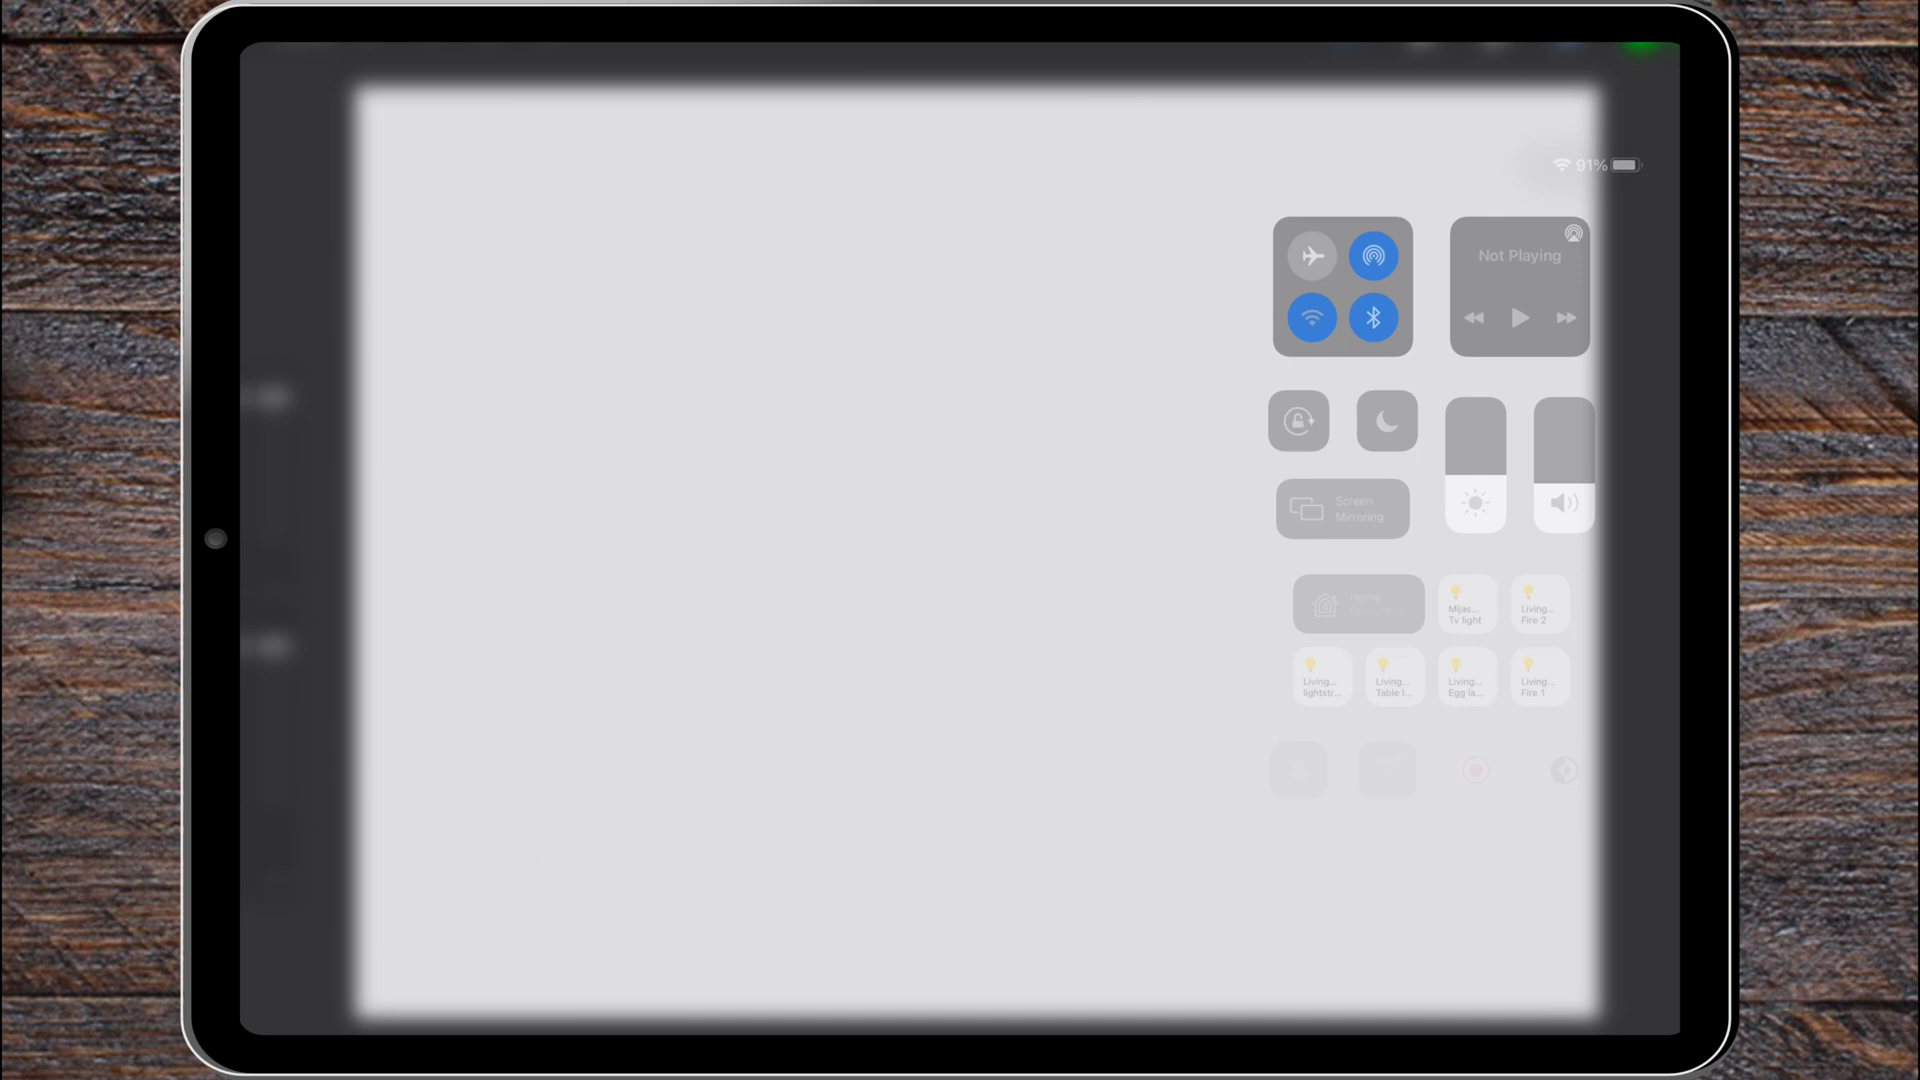 91%
Not Playing
Screen
Mirroring
Home
Mijas...
Tv light
Living...
Fire 2
Living...
lightstr...
Living...
Table l...
Living...
Egg la...
Living...
Fire 1